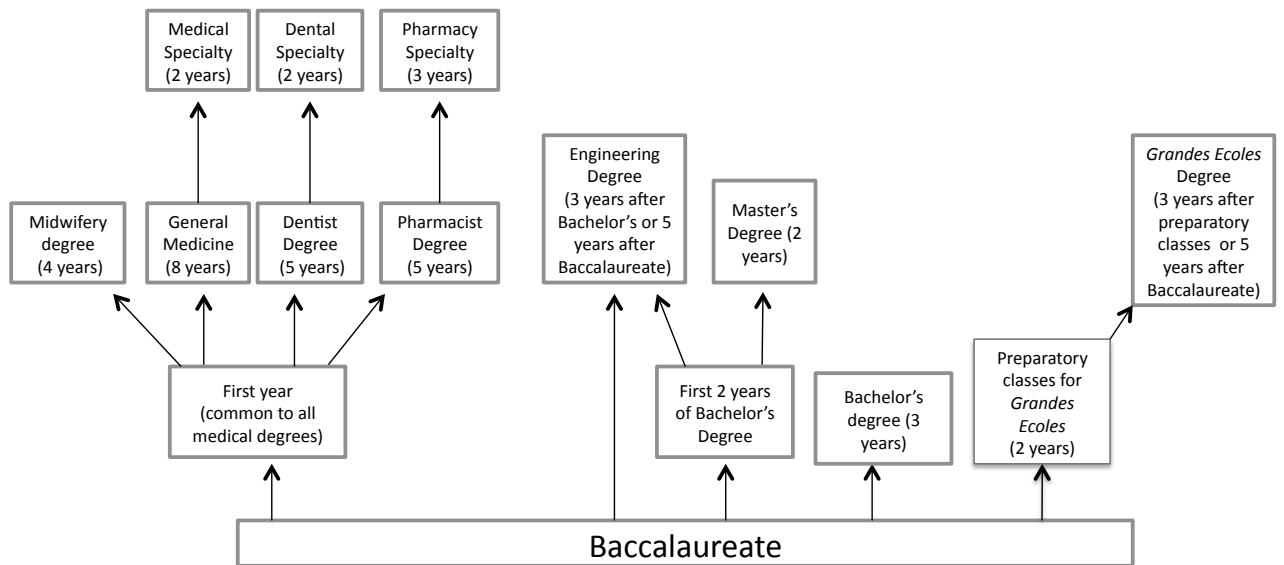 Medical
Specialty
(2 years)
Dental
Specialty
(2 years)
Pharmacy
Specialty
(3 years)
Engineering
Degree
(3 years after
Bachelor's or 5
years after
Baccalaureate)
Grandes Ecoles
Degree
(3 years after
preparatory
classes or 5
years after
Baccalaureate)
Midwifery
degree
(4 years)
General
Medicine
(8 years)
Dentist
Degree
(5 years)
Pharmacist
Degree
(5 years)
Master's
Degree (2
years)
First year
(common to all
medical degrees)
First 2 years
of Bachelor's
Degree
Bachelor's
degree (3
years)
Preparatory
classes for
Grandes
Ecoles
(2 years)
Baccalaureate